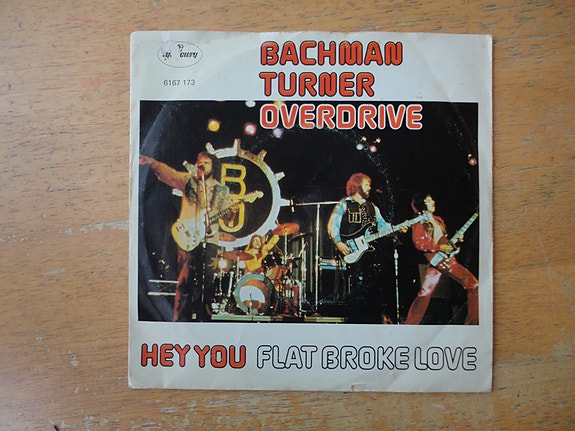 mercury
6167 173
BACHMAN
TURNER
OVERDRIVE
B
HEY YOU FLAT BROKE LOVE